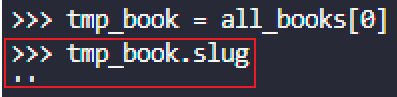 >>> tmp_book = all_books[0]
>>> tmp_book.slug
''